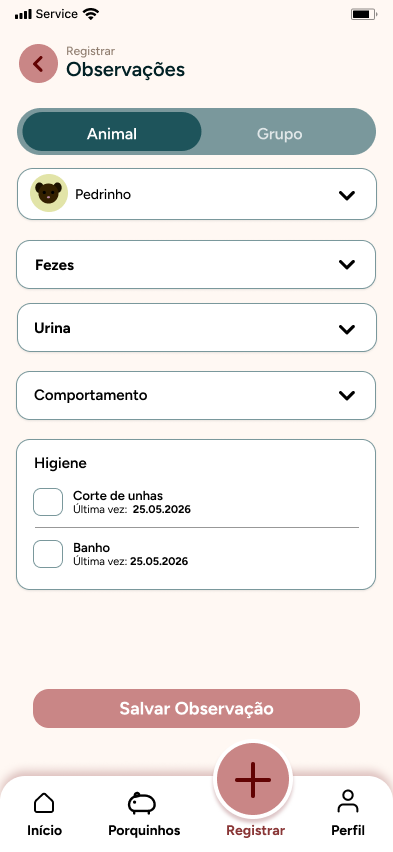 Service
Registrar
Observações
Animal
Grupo
Pedrinho
Fezes
Urina
Comportamento
Higiene
Corte de unhas
Última vez: 25.05.2026
Banho
Última vez: 25.05.2026
Salvar Observação
Início
Porquinhos
Registrar
Perfil